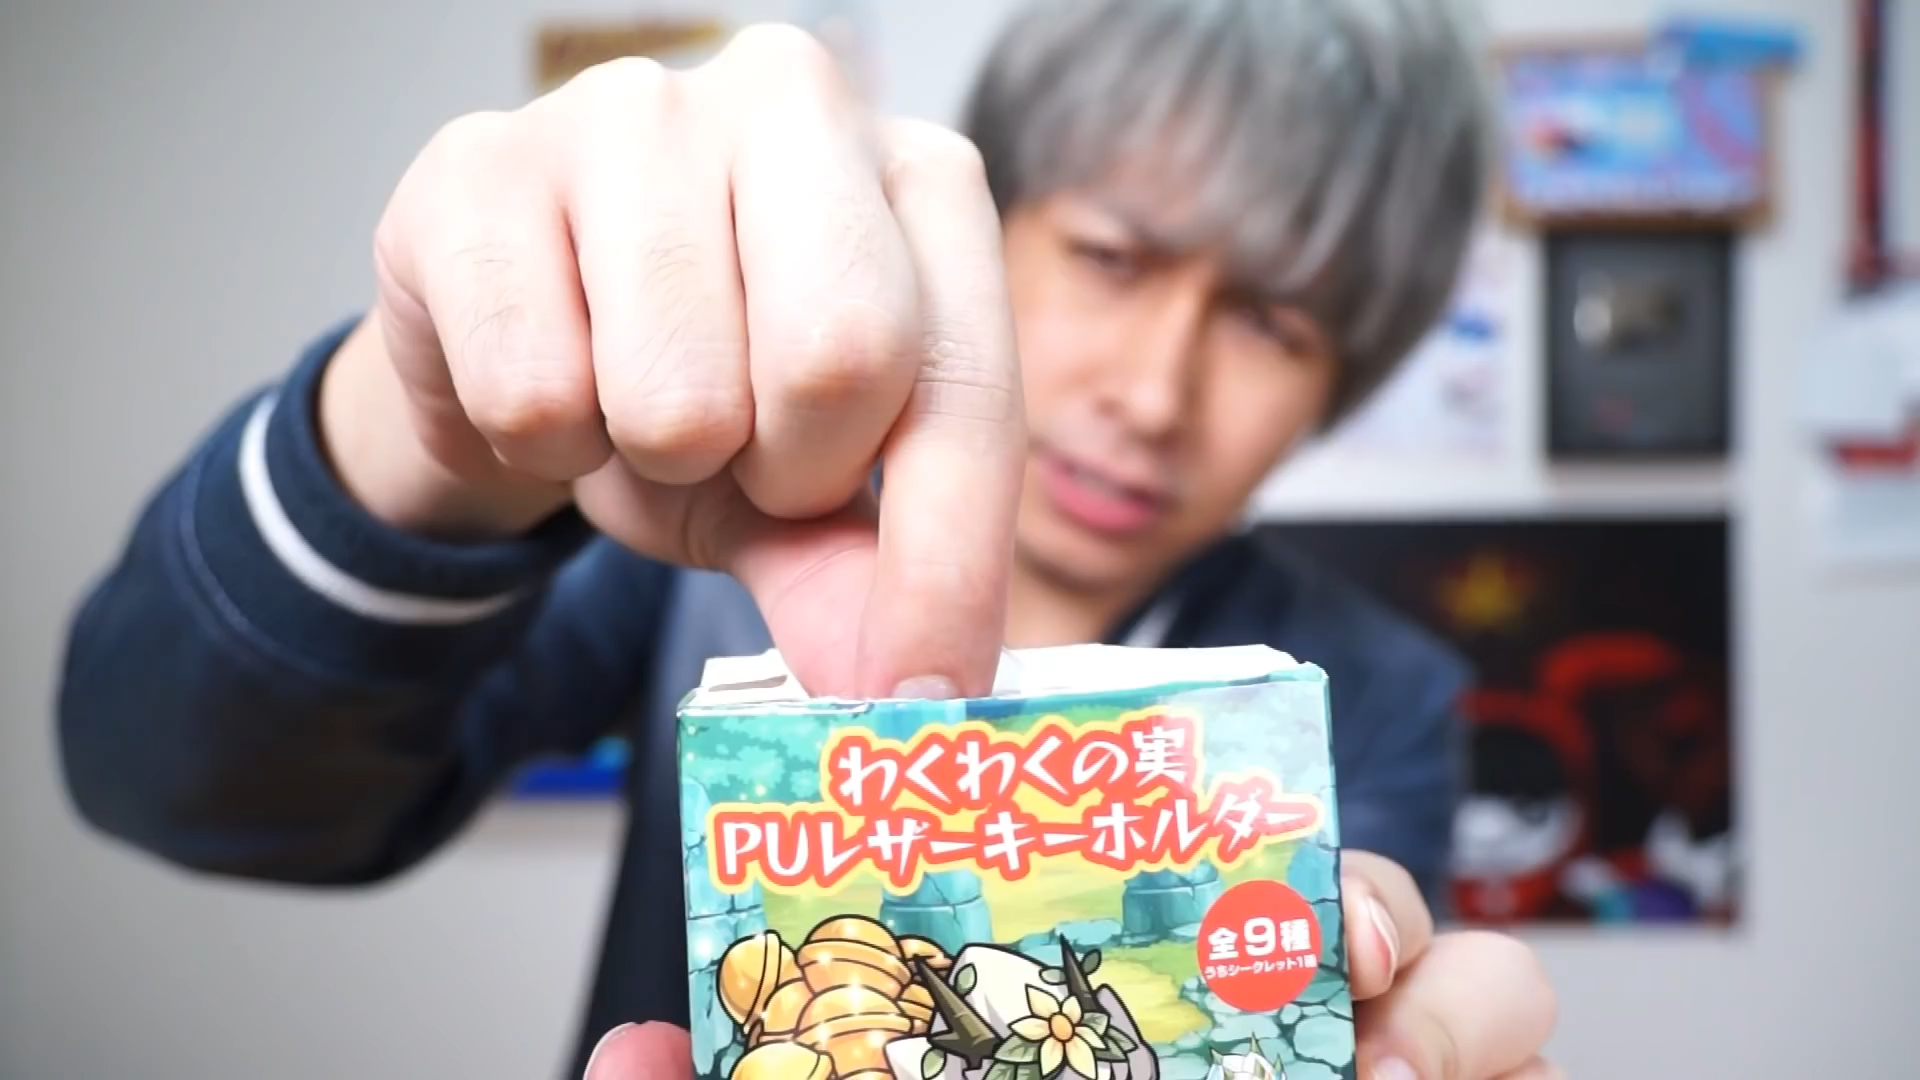 わくわくの実
PUレザーキーホルダー
全9種
うちシークレット1種